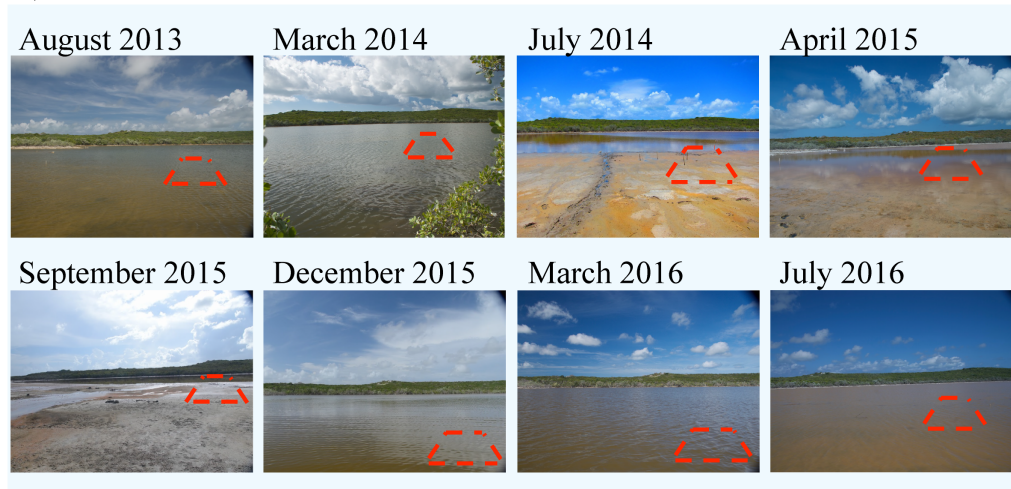 August 2013
March 2014
July 2014
April 2015
September 2015
December 2015
March 2016
July 2016